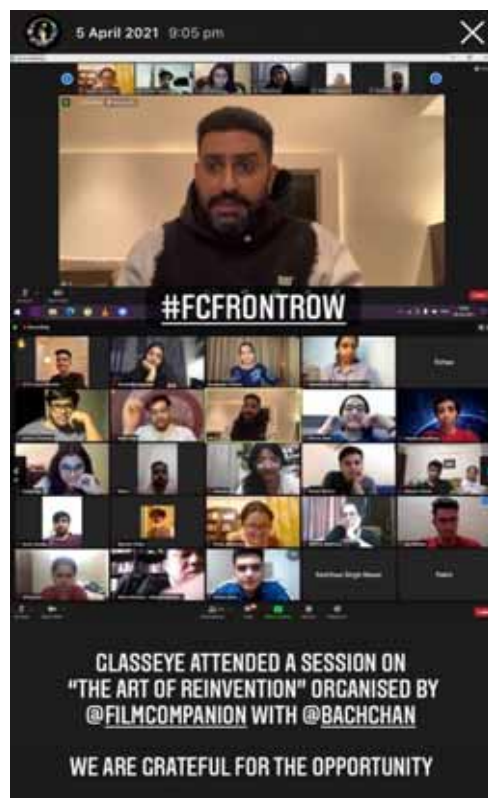 5 April 2021 9:05 pm
#FCFRONTROW
GLASSEYE ATTENDED A SESSION ON
"THE ART OF REINVENTION" ORGANISED BY
@FILMCOMPANION WITH @BACHCHAN
WE ARE GRATEFUL FOR THE OPPORTUNITY